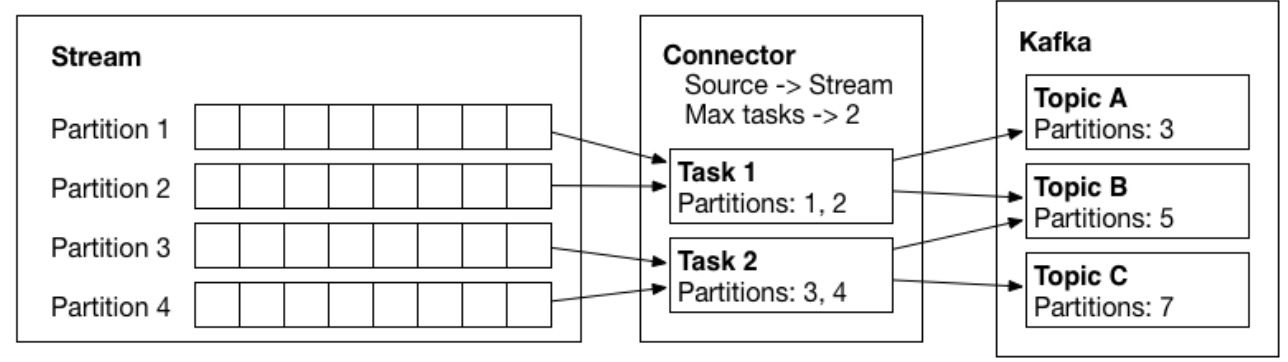 Stream
Partition 1
Partition 2
Partition 3
Partition 4
Connector
Source -> Stream
Max tasks -> 2
Task 1
Partitions: 1, 2
Task 2
Partitions: 3, 4
Kafka
Topic A
Partitions: 3
Topic B
Partitions: 5
Topic C
Partitions: 7